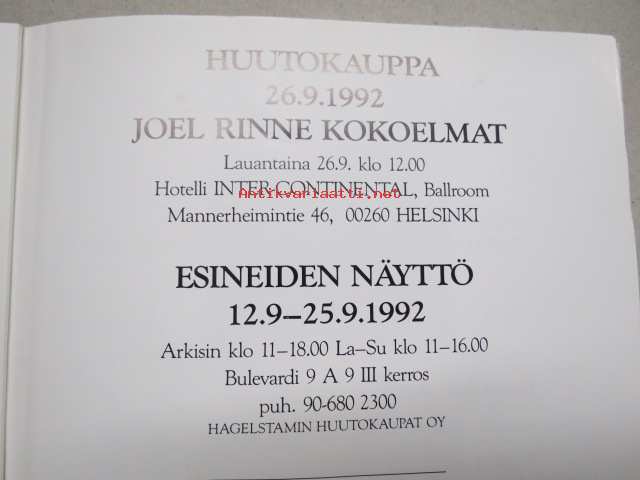 HUUTOKAUPPA
26.9.1992
JOEL RINNE KOKOELMAT
Lauantaina 26.9. klo 12.00
Hotelli INTER-CONTINENTAL, Ballroom
Antikvariaatti.net
Mannerheimintie 46, 00260 HELSINKI
ESINEIDEN NÄYTTÖ
12.9–25.9.1992
Arkisin klo 11–18.00 La–Su klo 11–16.00
Bulevardi 9 A 9 III kerros
puh. 90-680 2300
HAGELSTAMIN HUUTOKAUPAT OY